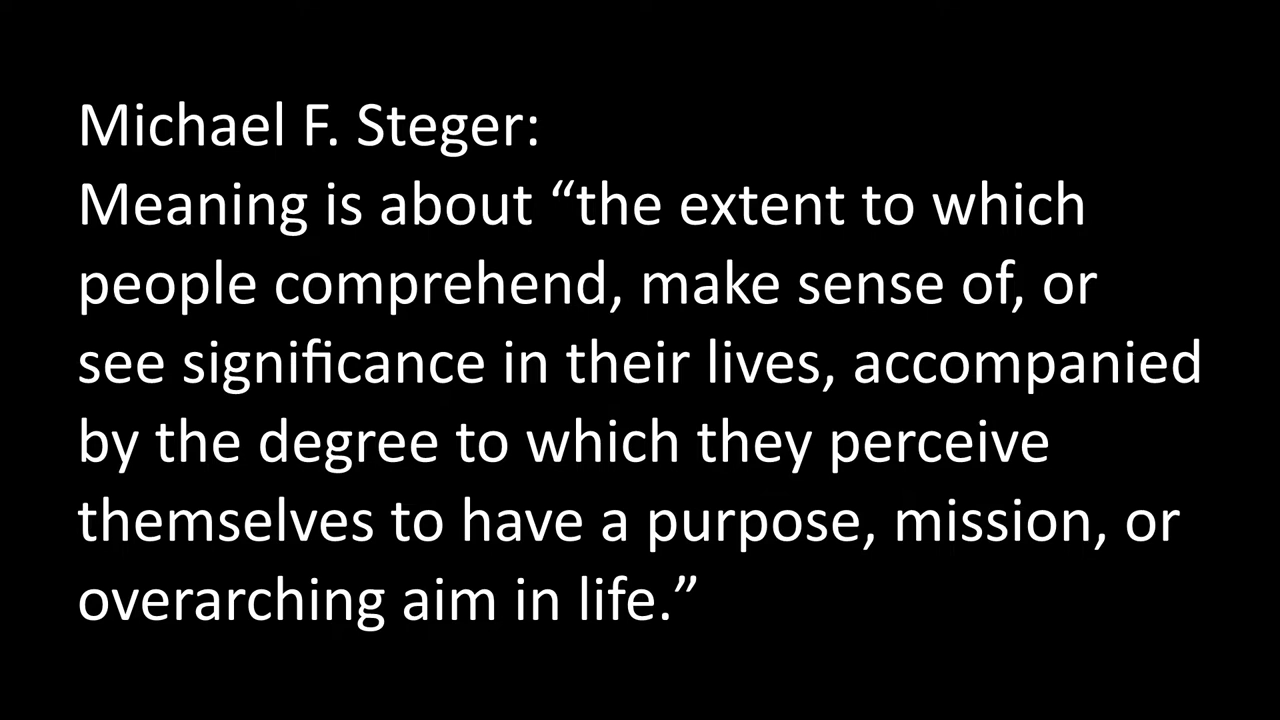 Michael F. Steger:
Meaning is about “the extent to which
people comprehend, make sense of, or
see significance in their lives, accompanied
by the degree to which they perceive
themselves to have a purpose, mission, or
overarching aim in life.”